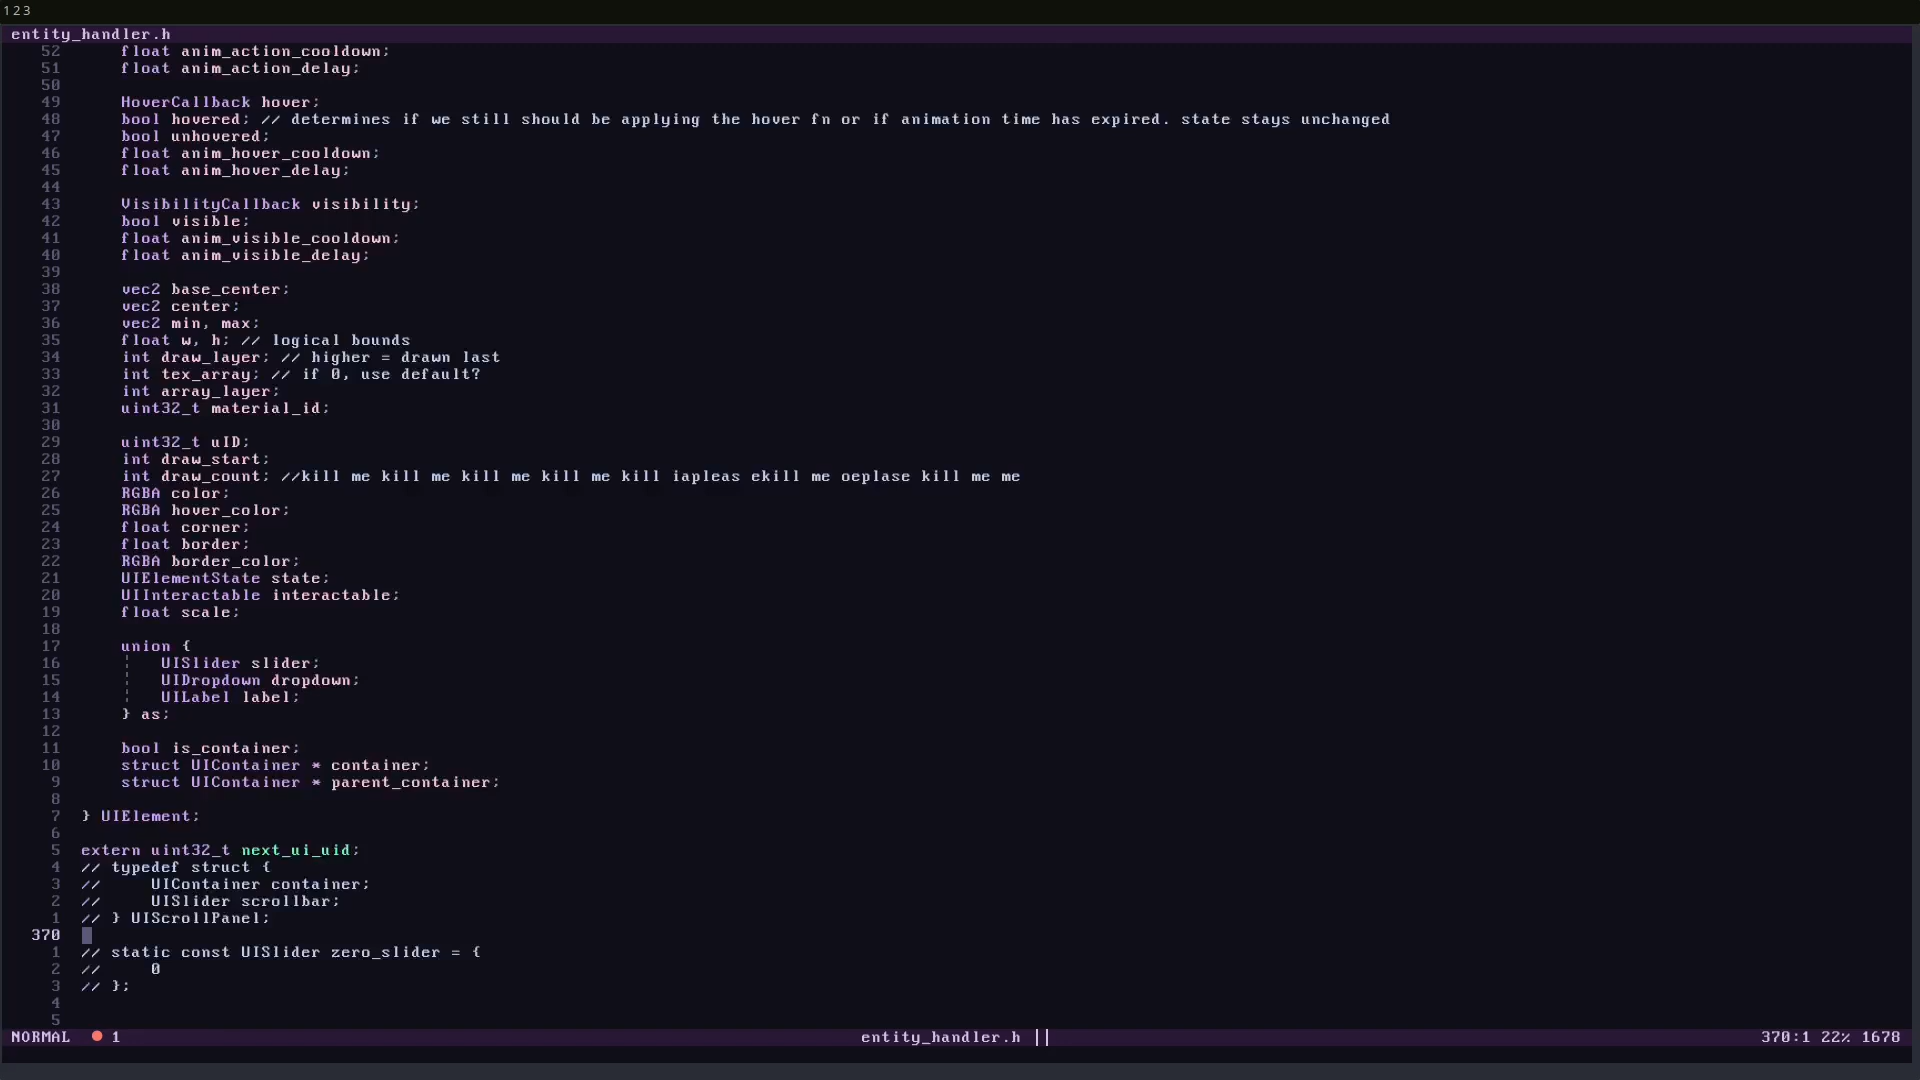 1 2 3
entity_handler.h
52 float anim_action_cooldown;
51 float anim_action_delay;
50
49 HoverCallback hover;
48 bool hovered; // determines if we still should be applying the hover fn or if animation time has expired. state stays unchanged
47 bool unhovered;
46 float anim_hover_cooldown;
45 float anim_hover_delay;
44
43 VisibilityCallback visibility;
42 bool visible;
41 float anim_visible_cooldown;
40 float anim_visible_delay;
39
38 vec2 base_center;
37 vec2 center;
36 vec2 min, max;
35 float w, h; // logical bounds
34 int draw_layer; // higher = drawn last
33 int tex_array; // if 0, use default?
32 int array_layer;
31 uint32_t material_id;
30
29 uint32_t uID;
28 int draw_start;
27 int draw_count; //kill me kill me kill me kill me kill iapleas ekill me oeplase kill me me
26 RGBA color;
25 RGBA hover_color;
24 float corner;
23 float border;
22 RGBA border_color;
21 UIElementState state;
20 UIInteractable interactable;
19 float scale;
18
17 union {
16 UISlider slider;
15 UIDropdown dropdown;
14 UILabel label;
13 } as;
12
11 bool is_container;
10 struct UIContainer * container;
9 struct UIContainer * parent_container;
8
7 } UIElement;
6
5 extern uint32_t next_ui_uid;
4 // typedef struct {
3 // UIContainer container;
2 // UISlider scrollbar;
1 // } UIScrollPanel;
370
1 // static const UISlider zero_slider = {
2 // 0
3 // };
4
5
NORMAL 1 entity_handler.h || 370:1 22% 1678